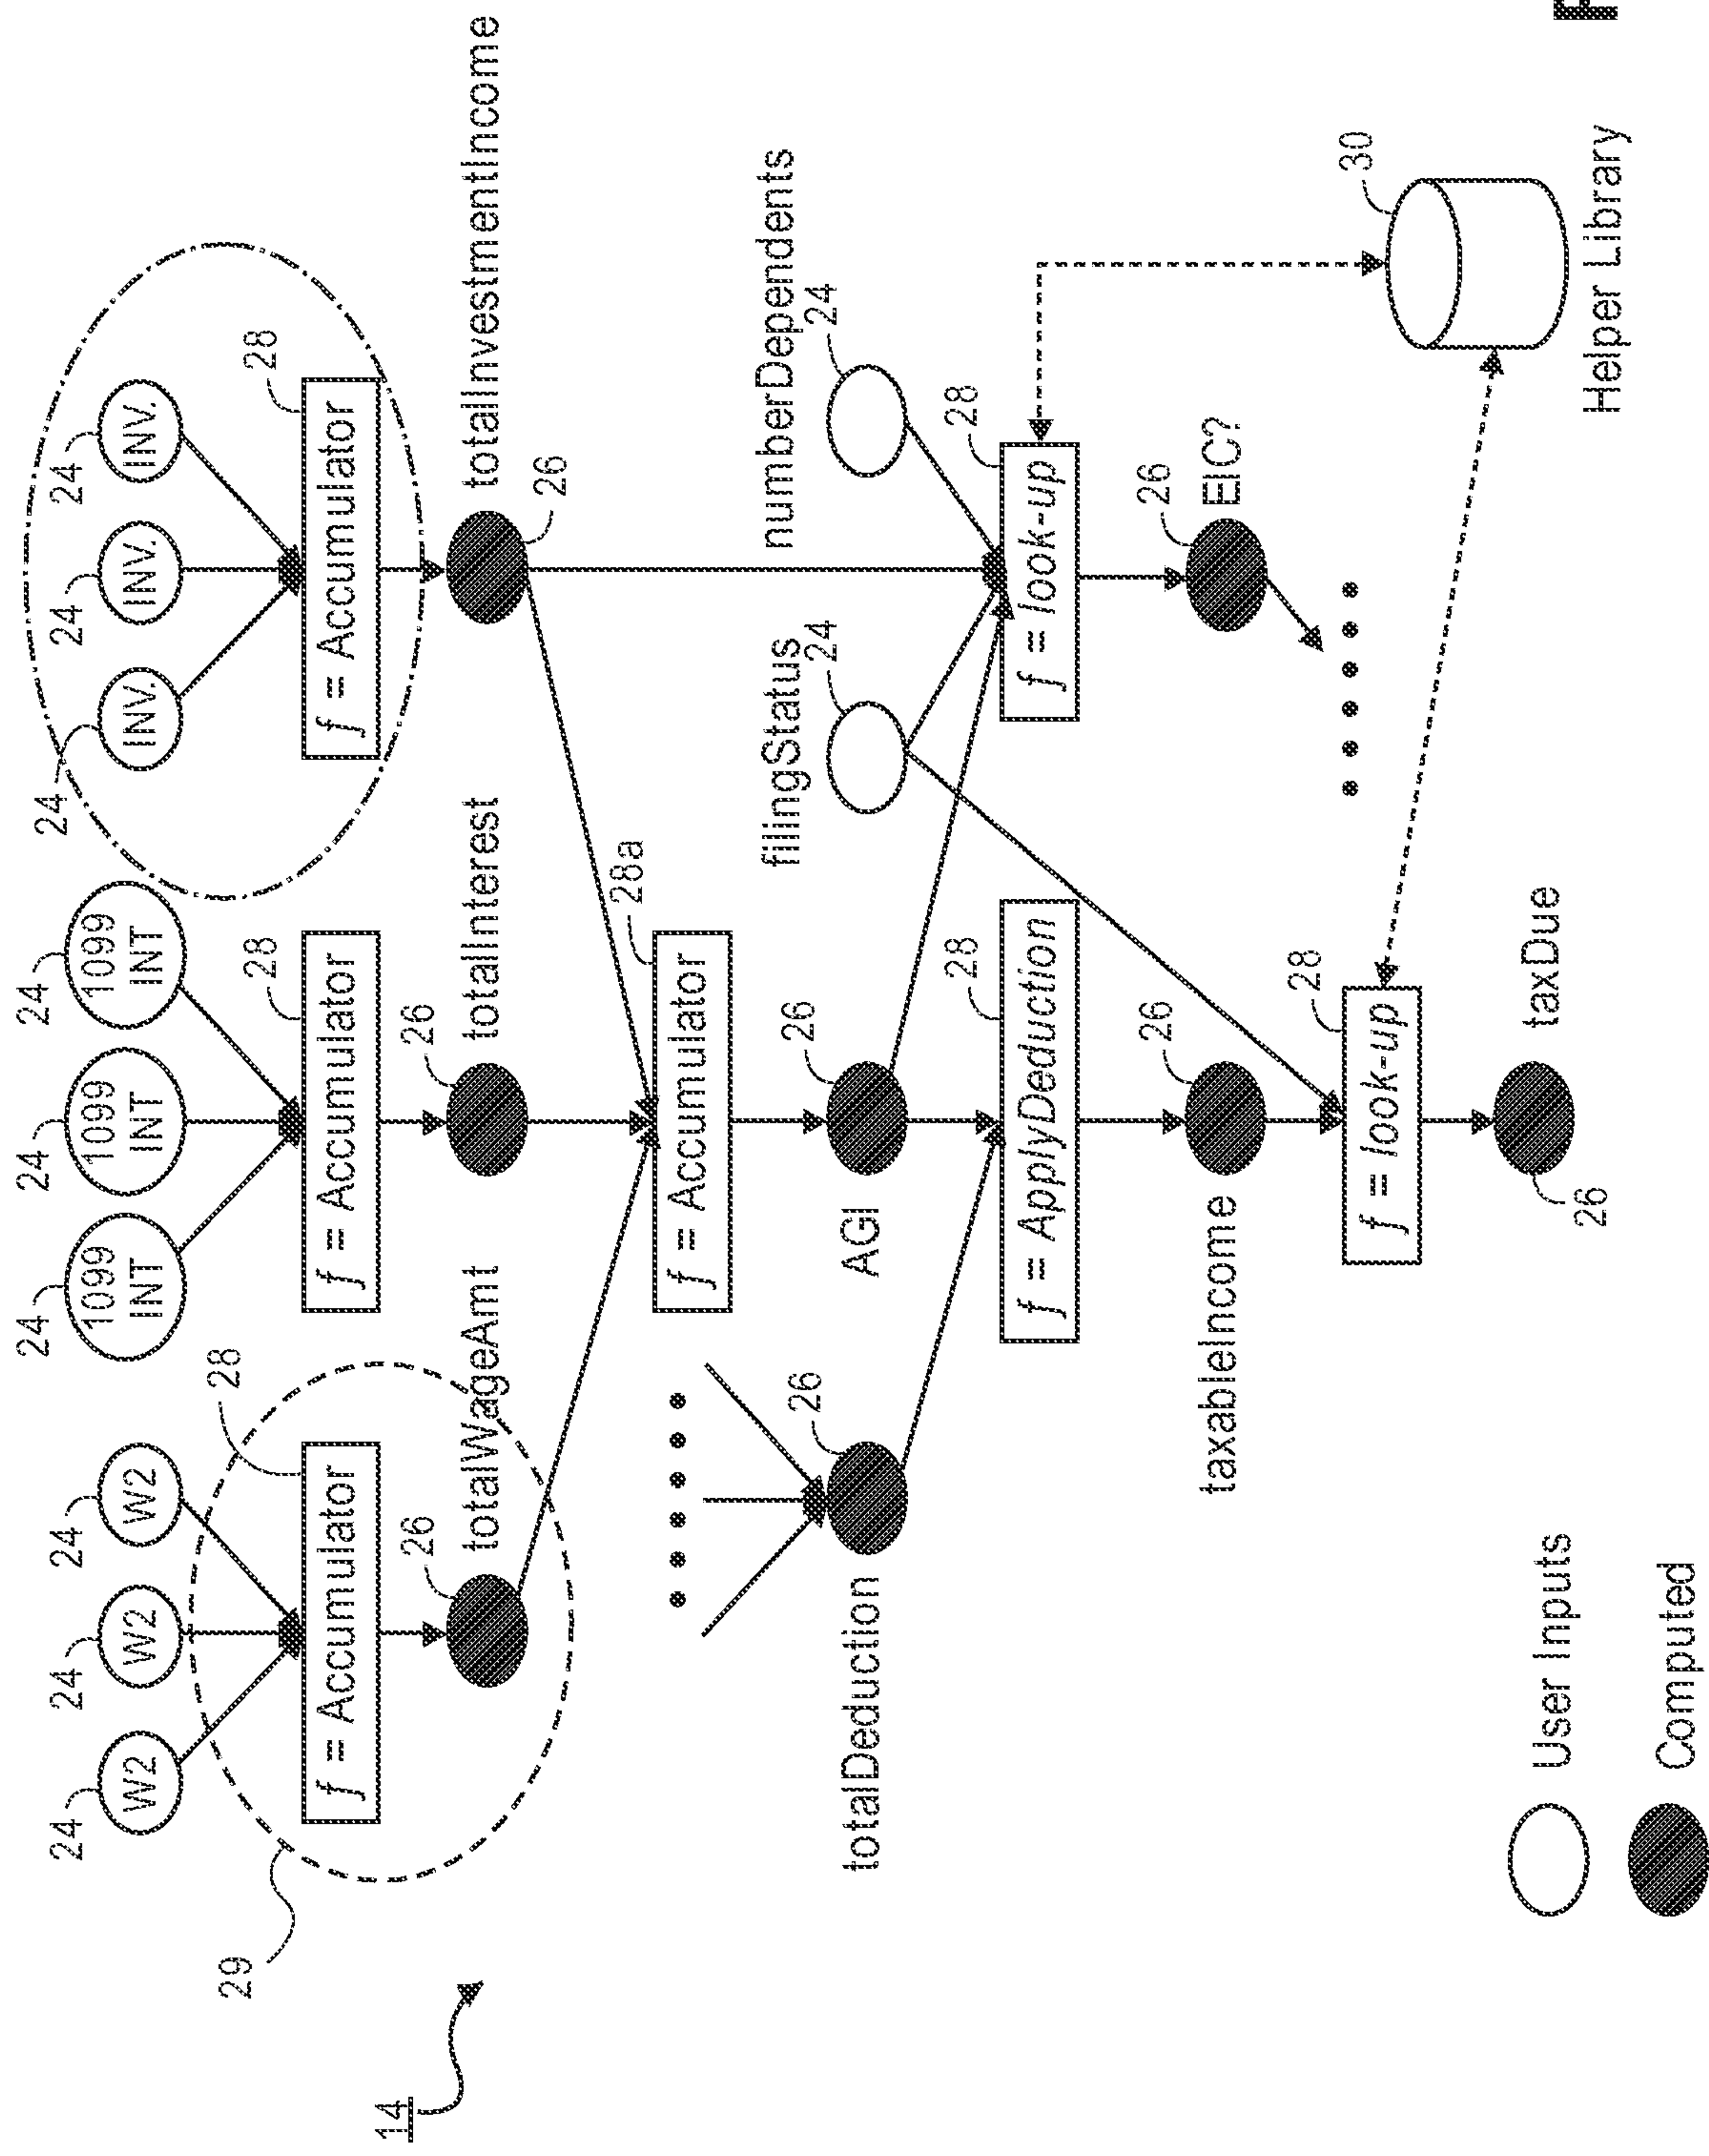 14
29
24
24
24
24
24
24
24
24
24
W2
W2
W2
1099
INT
1099
INT
1099
INT
INV.
INV.
INV.
28
28
28
f = Accumulator
f = Accumulator
f = Accumulator
26
26
26
totalWageAmt
totalInterest
totalInvestmentIncome
28a
f = Accumulator
totalDeduction
26
AGI
26
filingStatus
24
numberDependents
24
28
f = ApplyDeduction
28
f = look-up
taxableIncome
26
26
EIC?
28
f = look-up
30
Helper Library
26
taxDue
User Inputs
Computed